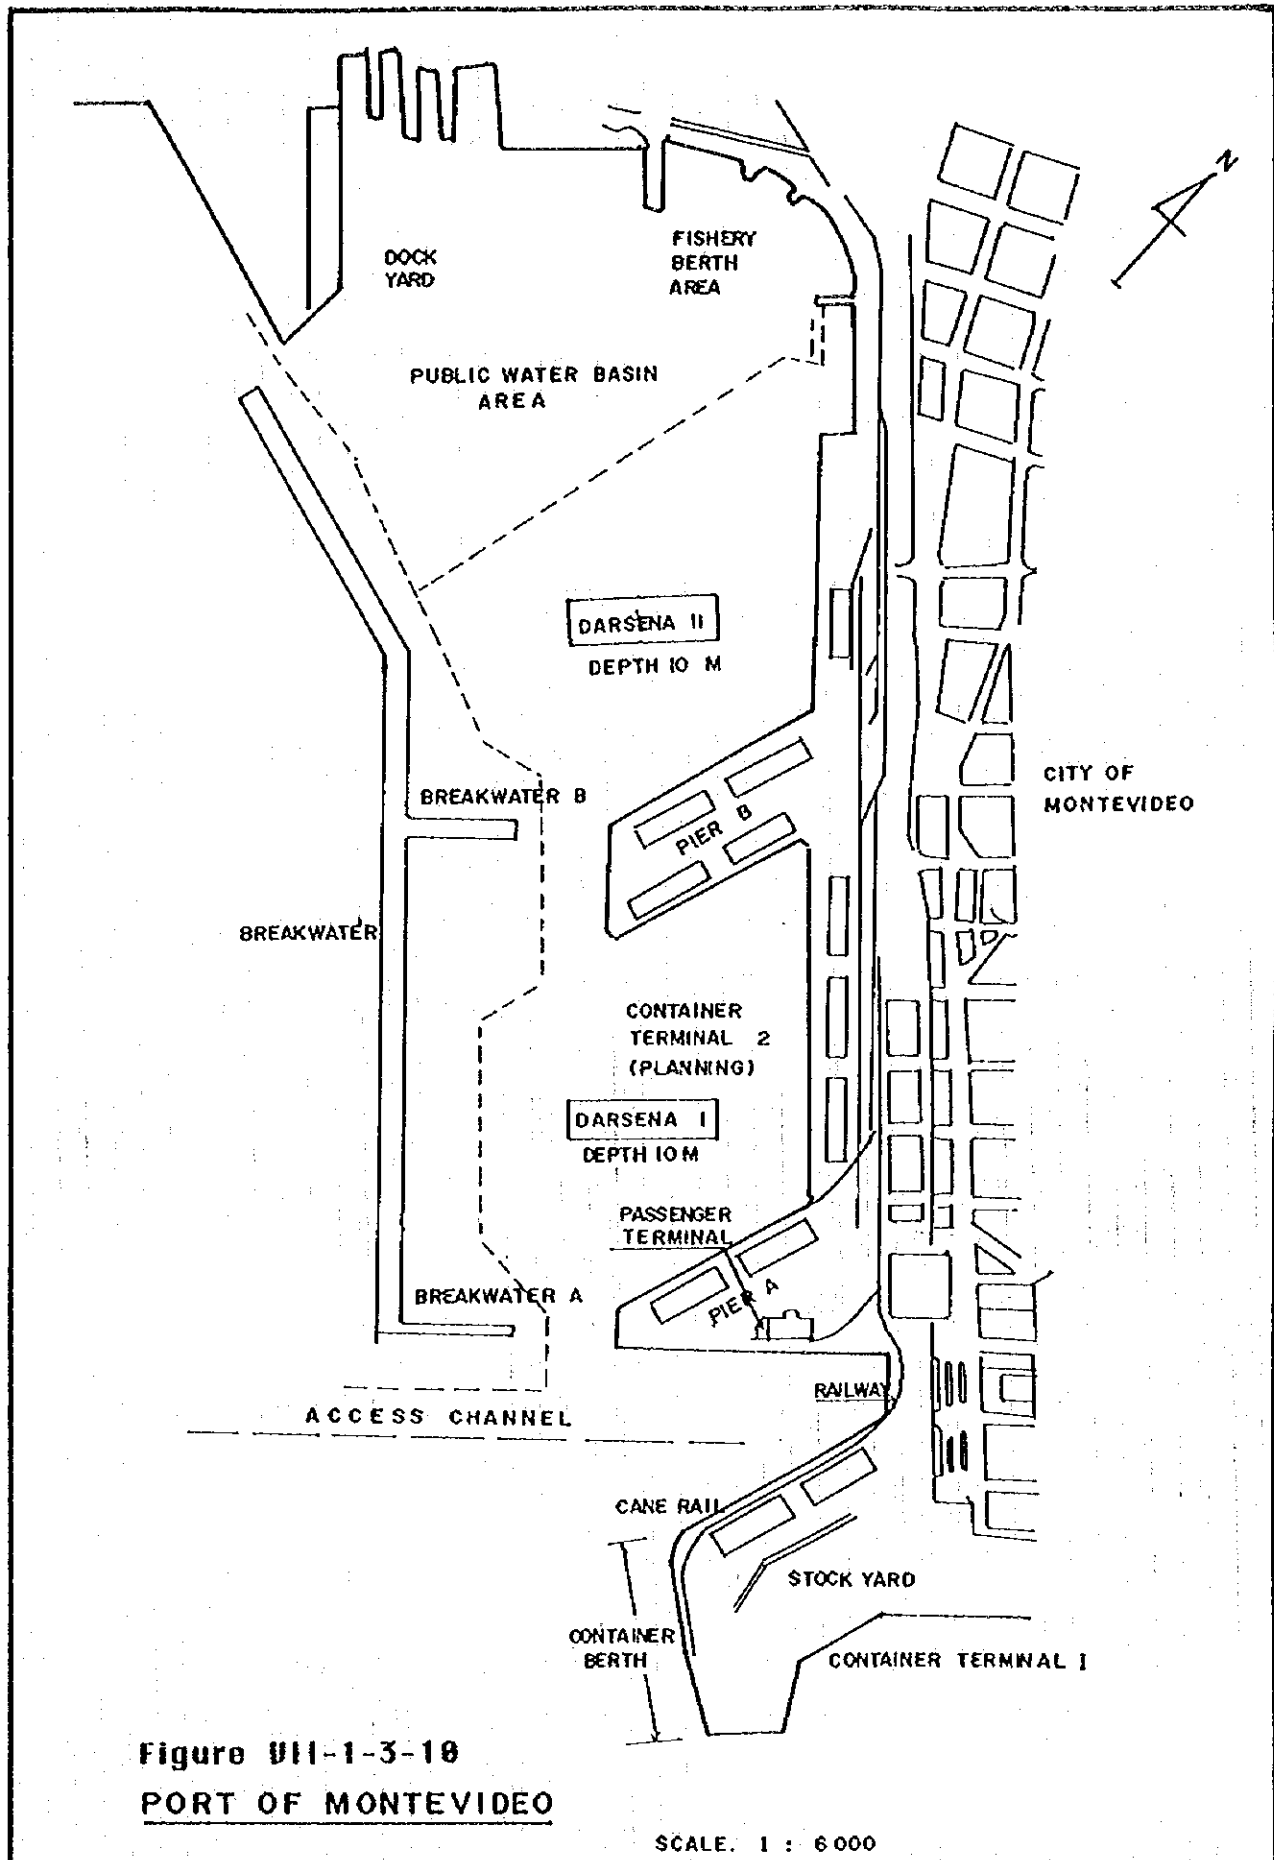 N
DOCK
YARD
FISHERY
BERTH
AREA
PUBLIC WATER BASIN
AREA
DARSENA II
DEPTH 10 M
CITY OF
MONTEVIDEO
BREAKWATER B
PIER B
BREAKWATER
CONTAINER
TERMINAL 2
(PLANNING)
DARSENA I
DEPTH 10 M
PASSENGER
TERMINAL
BREAKWATER A
PIER A
RAILWAY
ACCESS CHANNEL
CANE RAIL
STOCK YARD
CONTAINER
BERTH
CONTAINER TERMINAL I
Figure VII-1-3-10
PORT OF MONTEVIDEO
SCALE. 1 : 6000